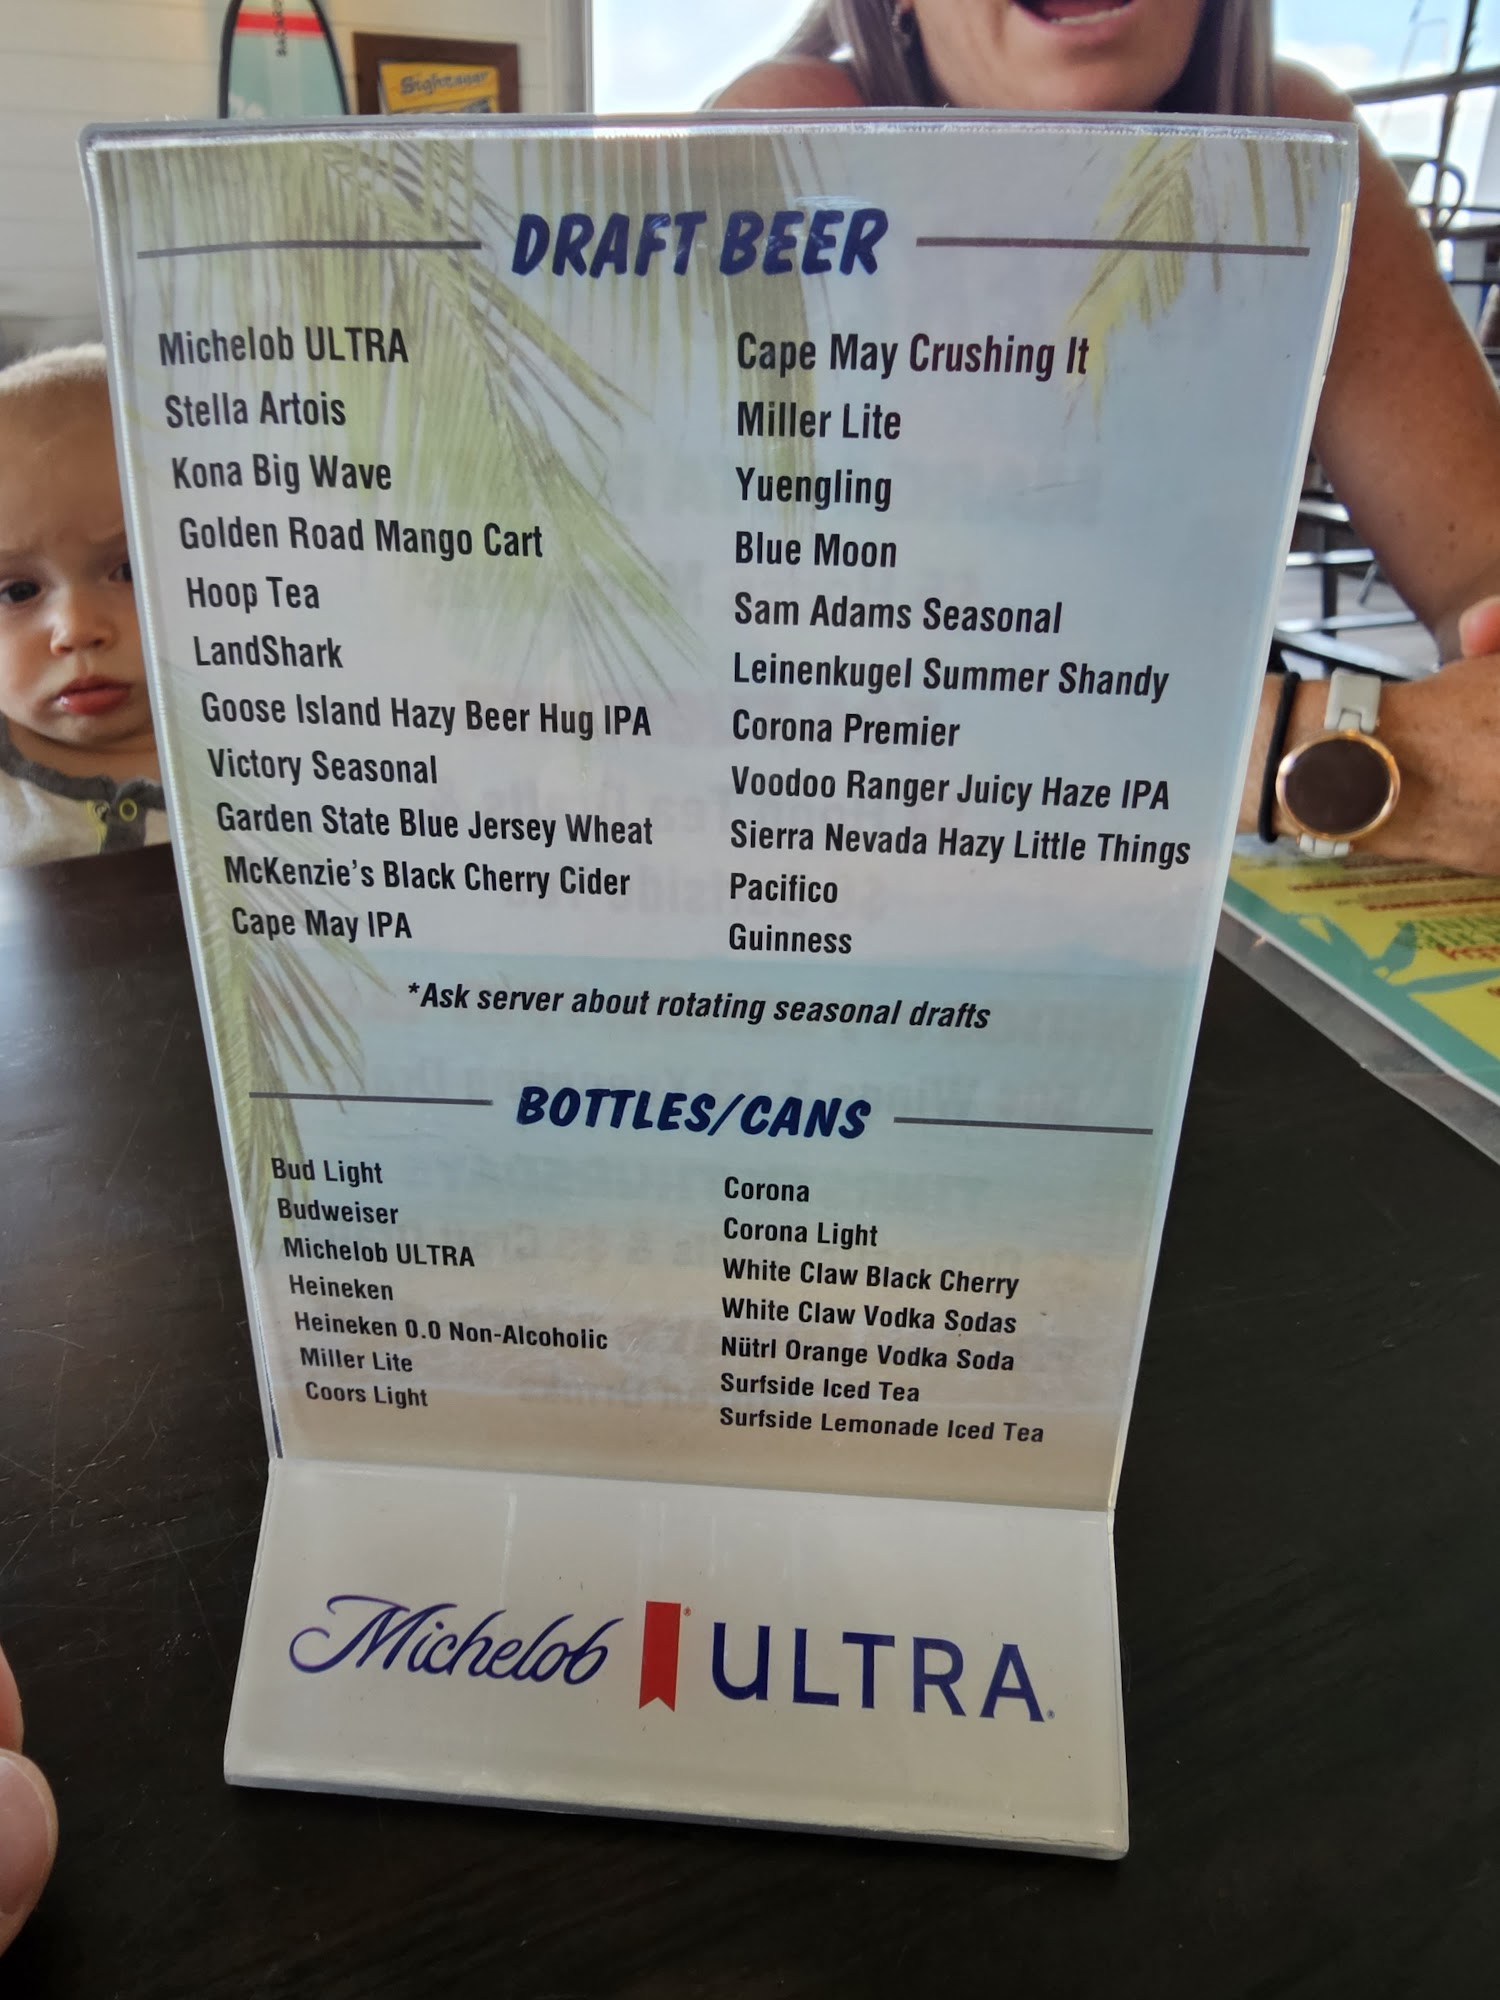 Sightseer
DRAFT BEER
Michelob ULTRA
Stella Artois
Kona Big Wave
Golden Road Mango Cart
Hoop Tea
LandShark
Goose Island Hazy Beer Hug IPA
Victory Seasonal
Garden State Blue Jersey Wheat
McKenzie's Black Cherry Cider
Cape May IPA
Cape May Crushing It
Miller Lite
Yuengling
Blue Moon
Sam Adams Seasonal
Leinenkugel Summer Shandy
Corona Premier
Voodoo Ranger Juicy Haze IPA
Sierra Nevada Hazy Little Things
Pacifico
Guinness
*Ask server about rotating seasonal drafts
BOTTLES/CANS
Bud Light
Budweiser
Michelob ULTRA
Heineken
Heineken 0.0 Non-Alcoholic
Miller Lite
Coors Light
Corona
Corona Light
White Claw Black Cherry
White Claw Vodka Sodas
Nütrl Orange Vodka Soda
Surfside Iced Tea
Surfside Lemonade Iced Tea
Michelob ULTRA